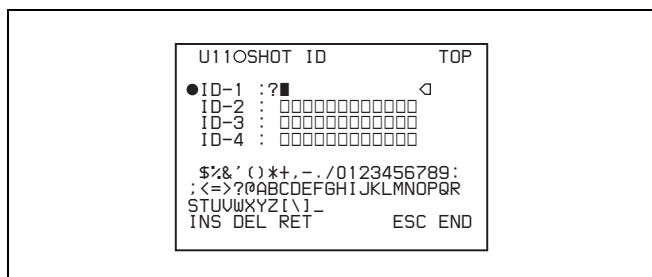 U11○SHOT ID TOP
●ID-1 :?■ ◁
ID-2 : □□□□□□□□□□□□
ID-3 : □□□□□□□□□□□□
ID-4 : □□□□□□□□□□□□
$%&'()*+,-./0123456789:
;<=>?@ABCDEFGHIJKLMNOPQR
STUVWXYZ[\]_
INS DEL RET ESC END